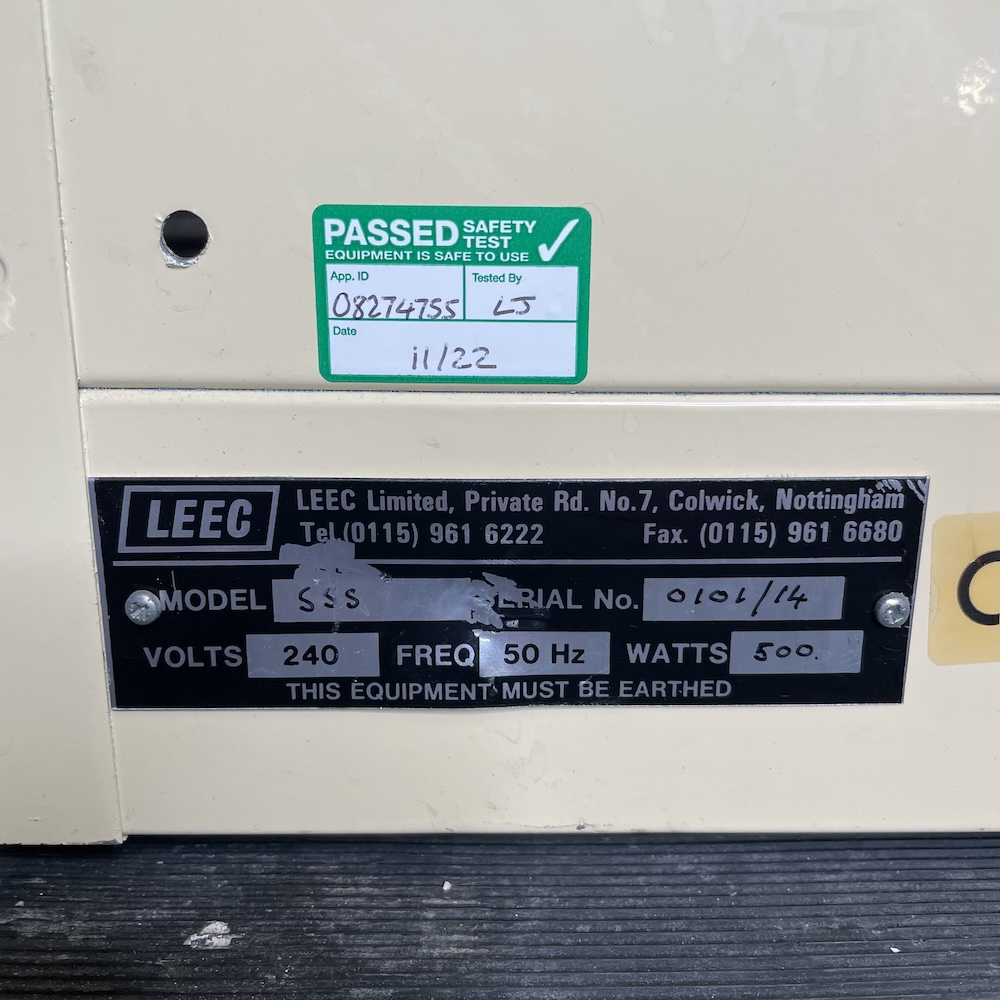 PASSED SAFETY TEST
EQUIPMENT IS SAFE TO USE
App. ID Tested By
08274755 LJ
Date
11/22
LEEC LEEC Limited, Private Rd. No.7, Colwick, Nottingham
Tel.(0115) 961 6222 Fax. (0115) 961 6680
MODEL SSS SERIAL No. 0101/14
VOLTS 240 FREQ 50 Hz WATTS 500.
THIS EQUIPMENT MUST BE EARTHED